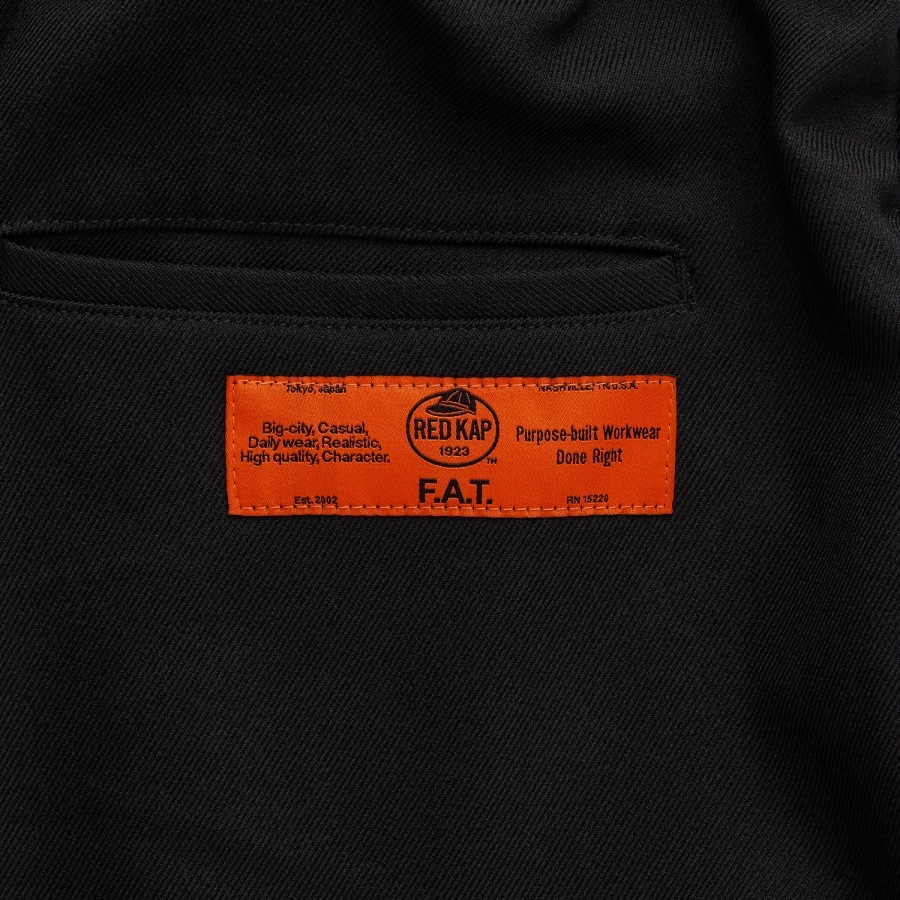 Tokyo, Japan
Big-city, Casual,
Daily wear, Realistic,
High quality, Character.
Est. 2002
RED KAP
1923
TM
F.A.T.
NASHVILLE, TN U.S.A.
Purpose-built Workwear
Done Right
RN 15220